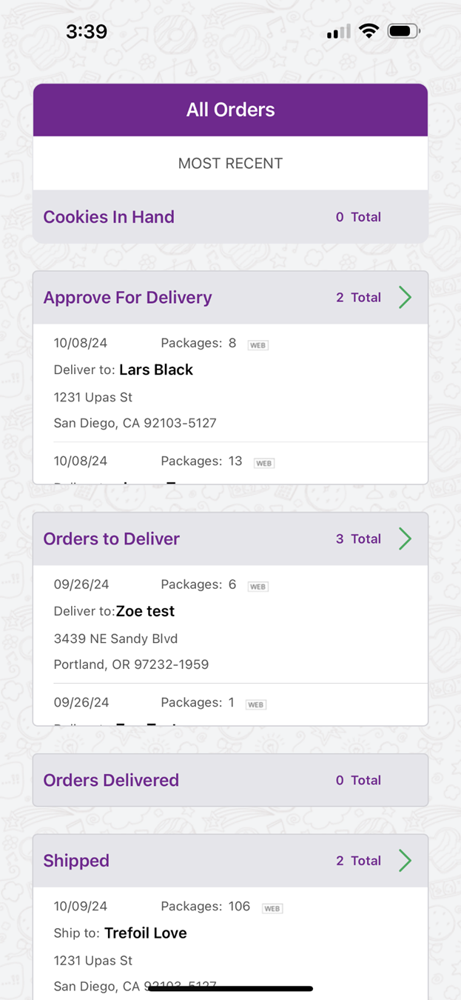 3:39
All Orders
MOST RECENT
Cookies In Hand 0 Total
Approve For Delivery 2 Total
10/08/24 Packages: 8 WEB
Deliver to: Lars Black
1231 Upas St
San Diego, CA 92103-5127
10/08/24 Packages: 13 WEB
Orders to Deliver 3 Total
09/26/24 Packages: 6 WEB
Deliver to:Zoe test
3439 NE Sandy Blvd
Portland, OR 97232-1959
09/26/24 Packages: 1 WEB
Orders Delivered 0 Total
Shipped 2 Total
10/09/24 Packages: 106 WEB
Ship to: Trefoil Love
1231 Upas St
San Diego, CA 92103-5127